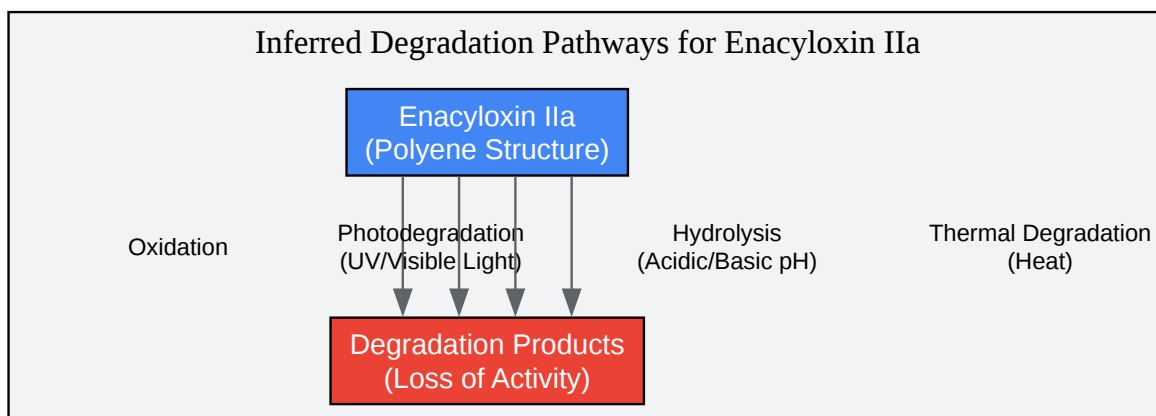 Inferred Degradation Pathways for Enacyloxin IIa
Enacyloxin IIa
(Polyene Structure)
Oxidation
Photodegradation
(UV/Visible Light)
Hydrolysis
(Acidic/Basic pH)
Thermal Degradation
(Heat)
Degradation Products
(Loss of Activity)